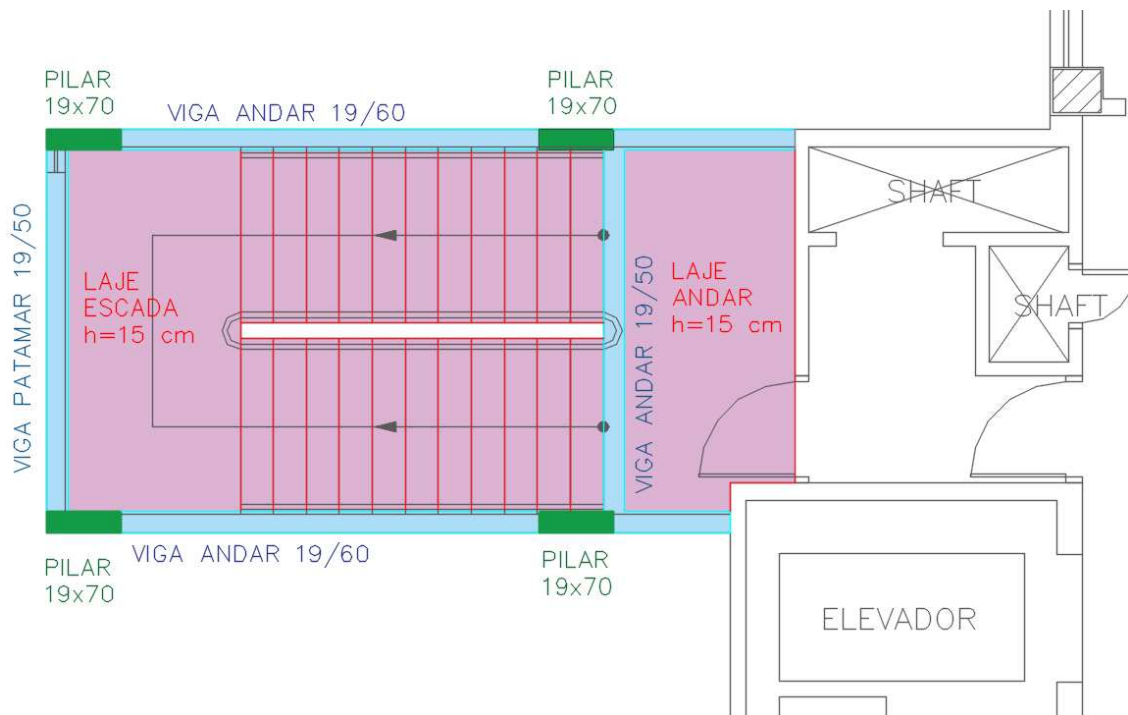 PILAR
19x70
VIGA ANDAR 19/60
PILAR
19x70
SHAFT
SHAFT
VIGA PATAMAR 19/50
LAJE
ESCADA
h=15 cm
VIGA ANDAR 19/50
LAJE
ANDAR
h=15 cm
PILAR
19x70
VIGA ANDAR 19/60
PILAR
19x70
ELEVADOR